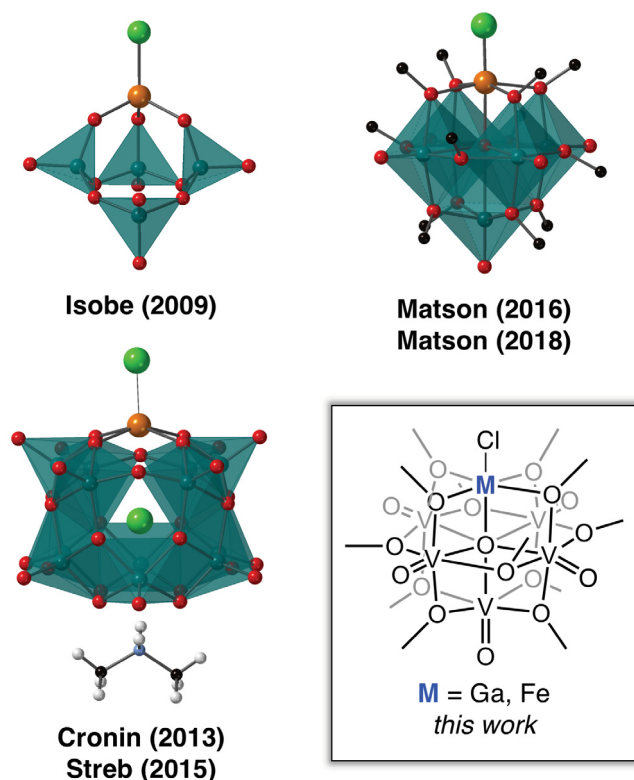 Isobe (2009)
Matson (2016)
Matson (2018)
Cronin (2013)
Streb (2015)
Cl
O M O
O O O O O
V V
O O O
V V
O O O
O O
O V O
O
M = Ga, Fe
this work